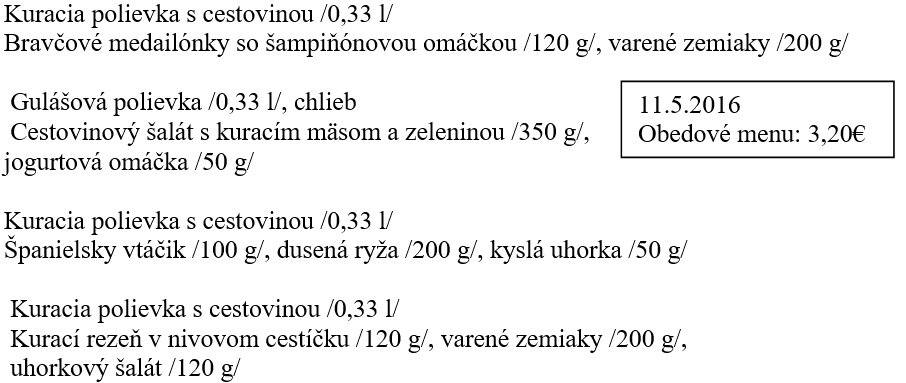 Kuracia polievka s cestovinou /0,33 l/
Bravčové medailónky so šampiňónovou omáčkou /120 g/, varené zemiaky /200 g/
Gulášová polievka /0,33 l/, chlieb
Cestovinový šalát s kuracím mäsom a zeleninou /350 g/,
jogurtová omáčka /50 g/
11.5.2016
Obedové menu: 3,20€
Kuracia polievka s cestovinou /0,33 l/
Španielsky vtáčik /100 g/, dusená ryža /200 g/, kyslá uhorka /50 g/
Kuracia polievka s cestovinou /0,33 l/
Kurací rezeň v nivovom cestíčku /120 g/, varené zemiaky /200 g/,
uhorkový šalát /120 g/